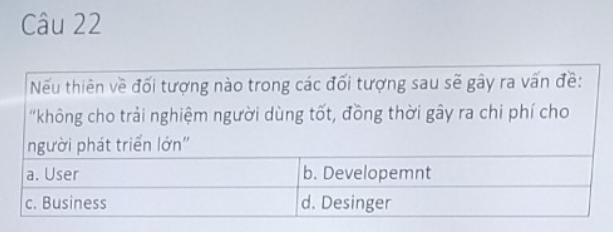 Câu 22
Nếu thiên về đối tượng nào trong các đối tượng sau sẽ gây ra vấn đề:
“không cho trải nghiệm người dùng tốt, đồng thời gây ra chi phí cho
người phát triển lớn”
a. User
b. Developemnt
c. Business
d. Desinger